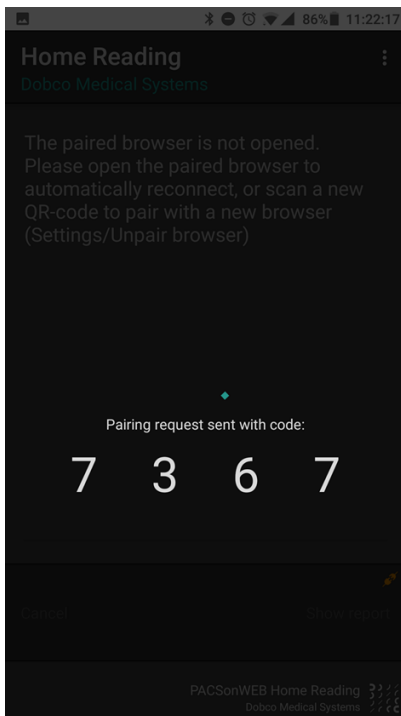 86% 11:22:17
Home Reading
Dobco Medical Systems
The paired browser is not opened.
Please open the paired browser to
automatically reconnect, or scan a new
QR-code to pair with a new browser
(Settings/Unpair browser)
Pairing request sent with code:
7 3 6 7
Cancel Show report
PACSonWEB Home Reading
Dobco Medical Systems